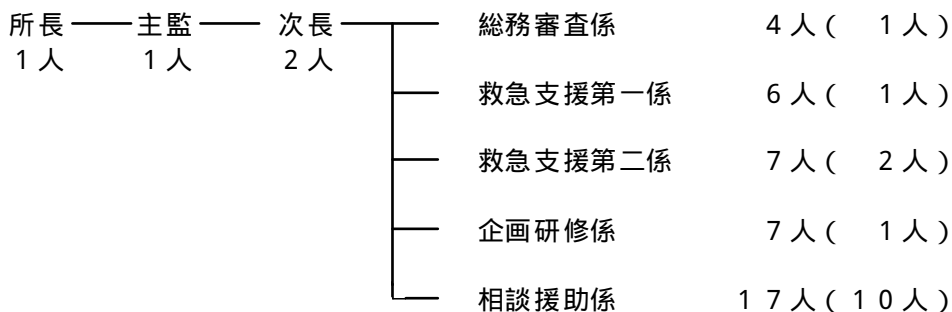 所長 主監 次長 総務審査係 4人( 1人)
1人 1人 2人
救急支援第一係 6人( 1人)
救急支援第二係 7人( 2人)
企画研修係 7人( 1人)
相談援助係 17人(10人)